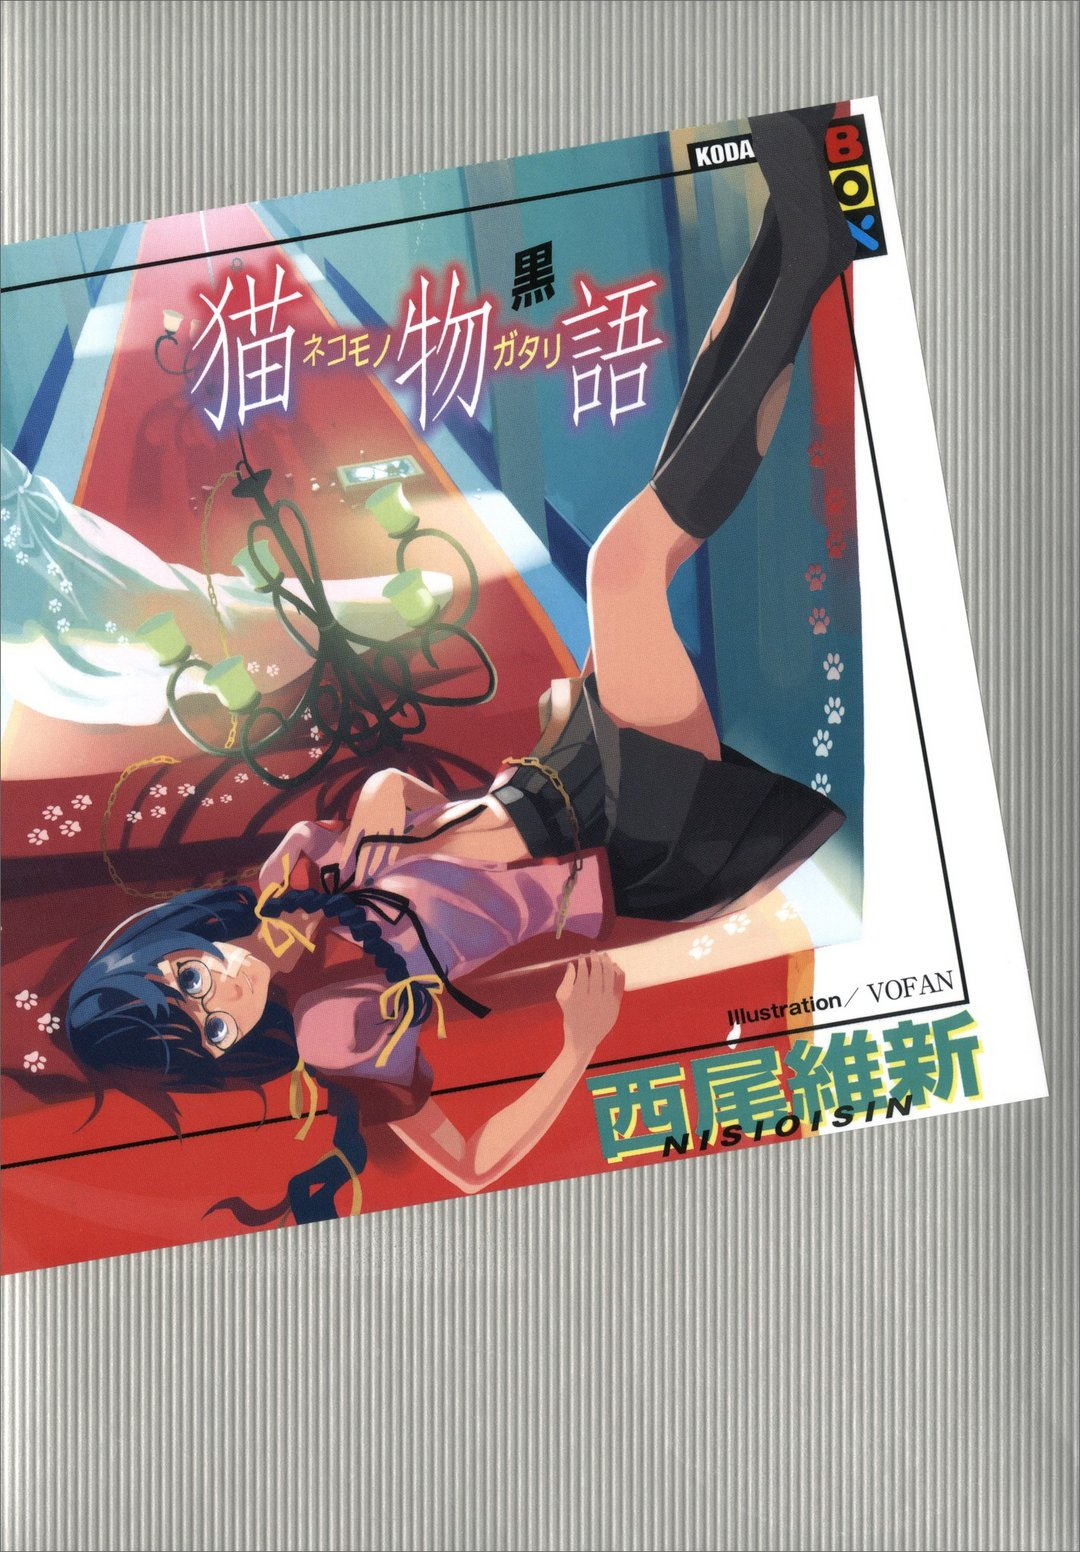 KODA
BOX
黒
猫物語
ネコモノガタリ
Illustration/VOFAN
西尾維新
NISIOISIN